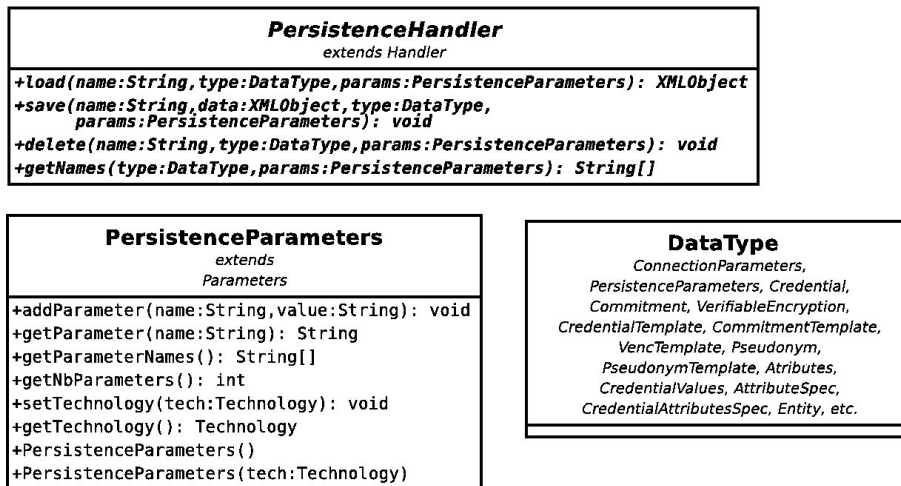 PersistenceHandler
extends Handler
+load(name:String,type:DataType,params:PersistenceParameters): XMLObject
+save(name:String,data:XMLObject,type:DataType,
params:PersistenceParameters): void
+delete(name:String,type:DataType,params:PersistenceParameters): void
+getNames(type:DataType,params:PersistenceParameters): String[]
PersistenceParameters
extends
Parameters
+addParameter(name:String,value:String): void
+getParameter(name:String): String
+getParameterNames(): String[]
+getNbParameters(): int
+setTechnology(tech:Technology): void
+getTechnology(): Technology
+PersistenceParameters()
+PersistenceParameters(tech:Technology)
DataType
ConnectionParameters,
PersistenceParameters, Credential,
Commitment, VerifiableEncryption,
CredentialTemplate, CommitmentTemplate,
VencTemplate, Pseudonym,
PseudonymTemplate, Atributes,
CredentialValues, AttributeSpec,
CredentialAttributesSpec, Entity, etc.